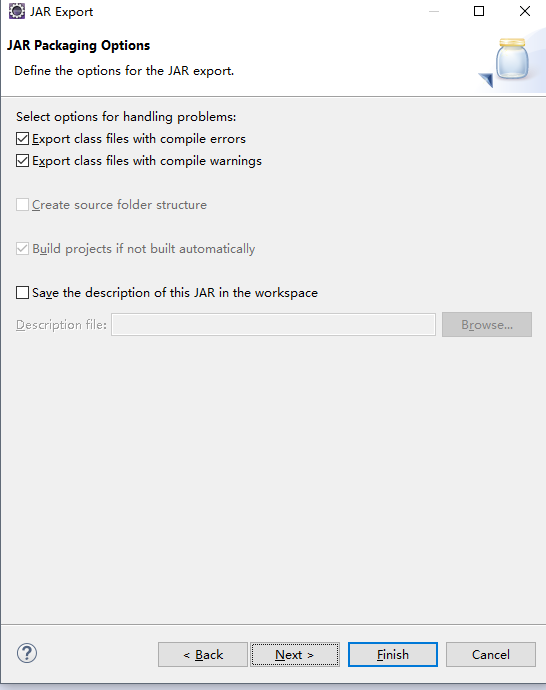 JAR Export
JAR Packaging Options
Define the options for the JAR export.
Select options for handling problems:
Export class files with compile errors
Export class files with compile warnings
Create source folder structure
Build projects if not built automatically
Save the description of this JAR in the workspace
Description file:
Browse...
?
< Back
Next >
Finish
Cancel